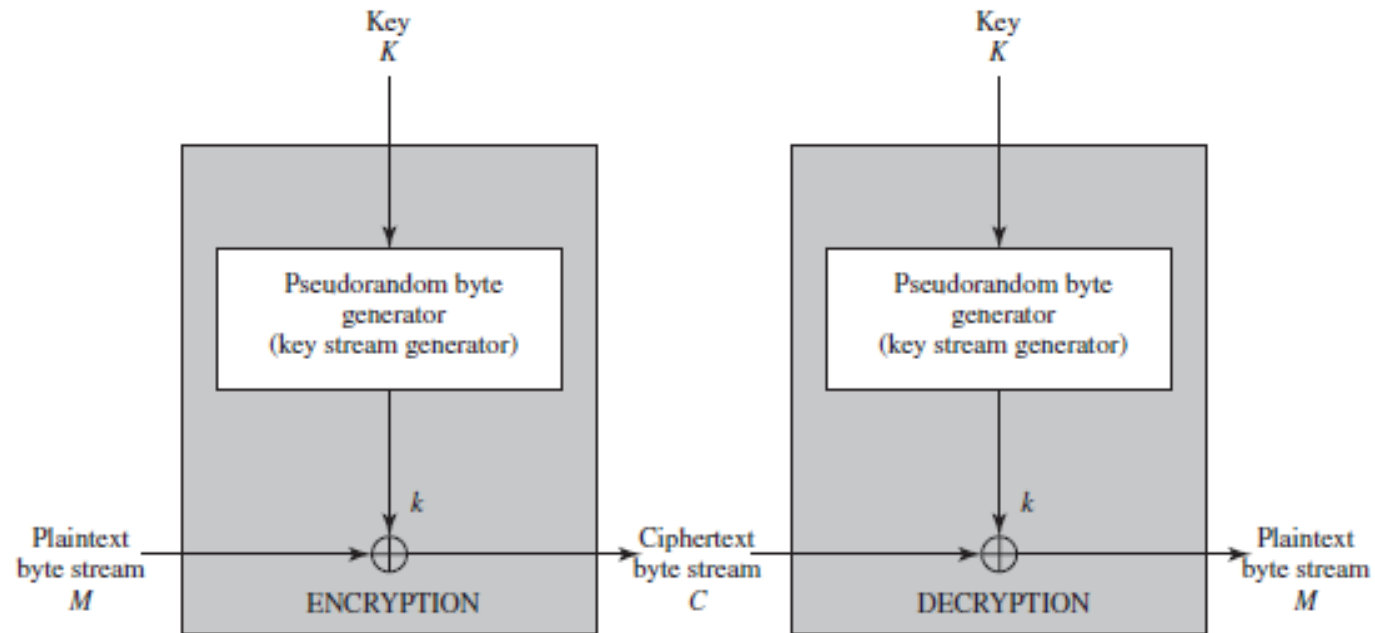 Key
K
Pseudorandom byte
generator
(key stream generator)
k
Plaintext
byte stream
M
ENCRYPTION
Ciphertext
byte stream
C
Key
K
Pseudorandom byte
generator
(key stream generator)
k
DECRYPTION
Plaintext
byte stream
M